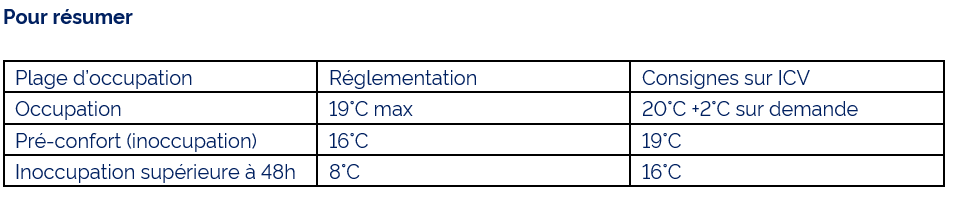 Pour résumer
Plage d'occupation Réglementation Consignes sur ICV
Occupation 19°C max 20°C +2°C sur demande
Pré-confort (inoccupation) 16°C 19°C
Inoccupation supérieure à 48h 8°C 16°C